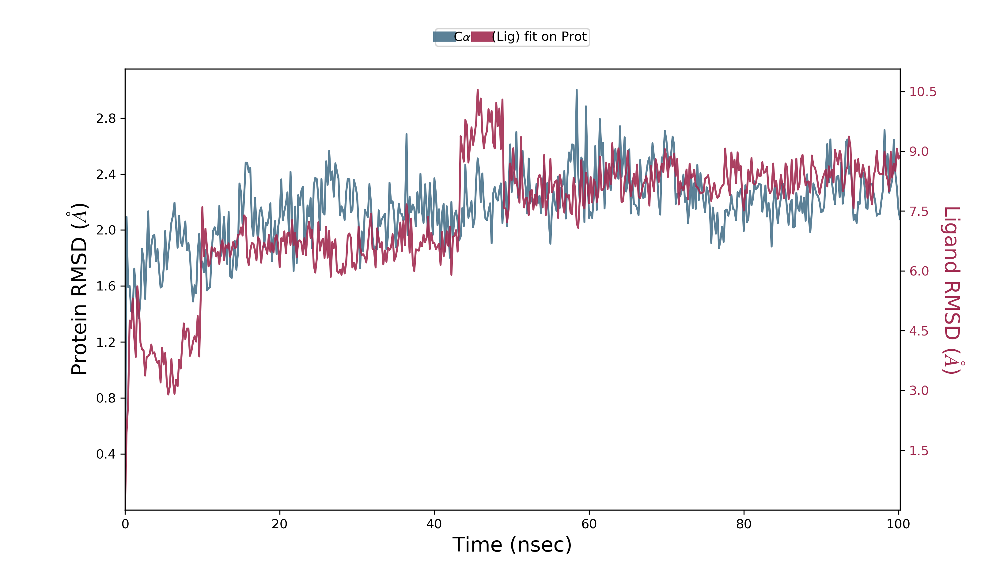 Cα (Lig) fit on Prot
Protein RMSD (Å)
2.8
2.4
2.0
1.6
1.2
0.8
0.4
10.5
9.0
7.5
6.0
4.5
3.0
1.5
Ligand RMSD (Å)
0 20 40 60 80 100
Time (nsec)